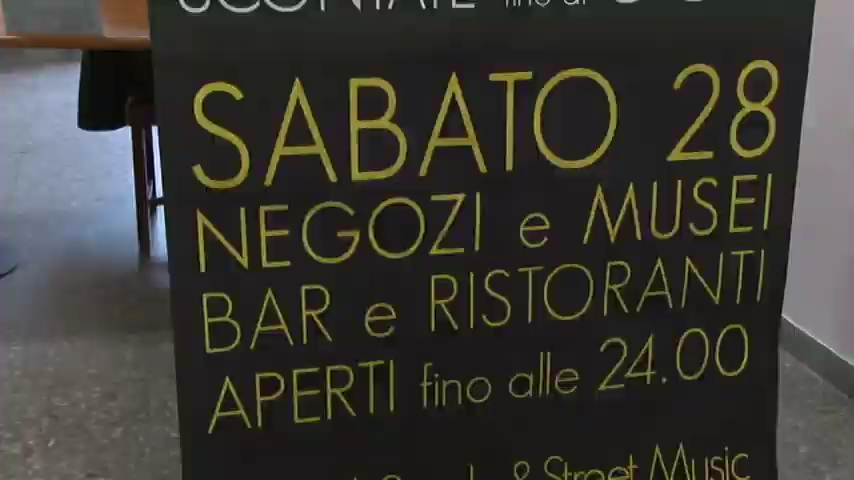 SCONTATE fino al
SABATO 28
NEGOZI e MUSEI
BAR e RISTORANTI
APERTI fino alle 24.00
& Street Music